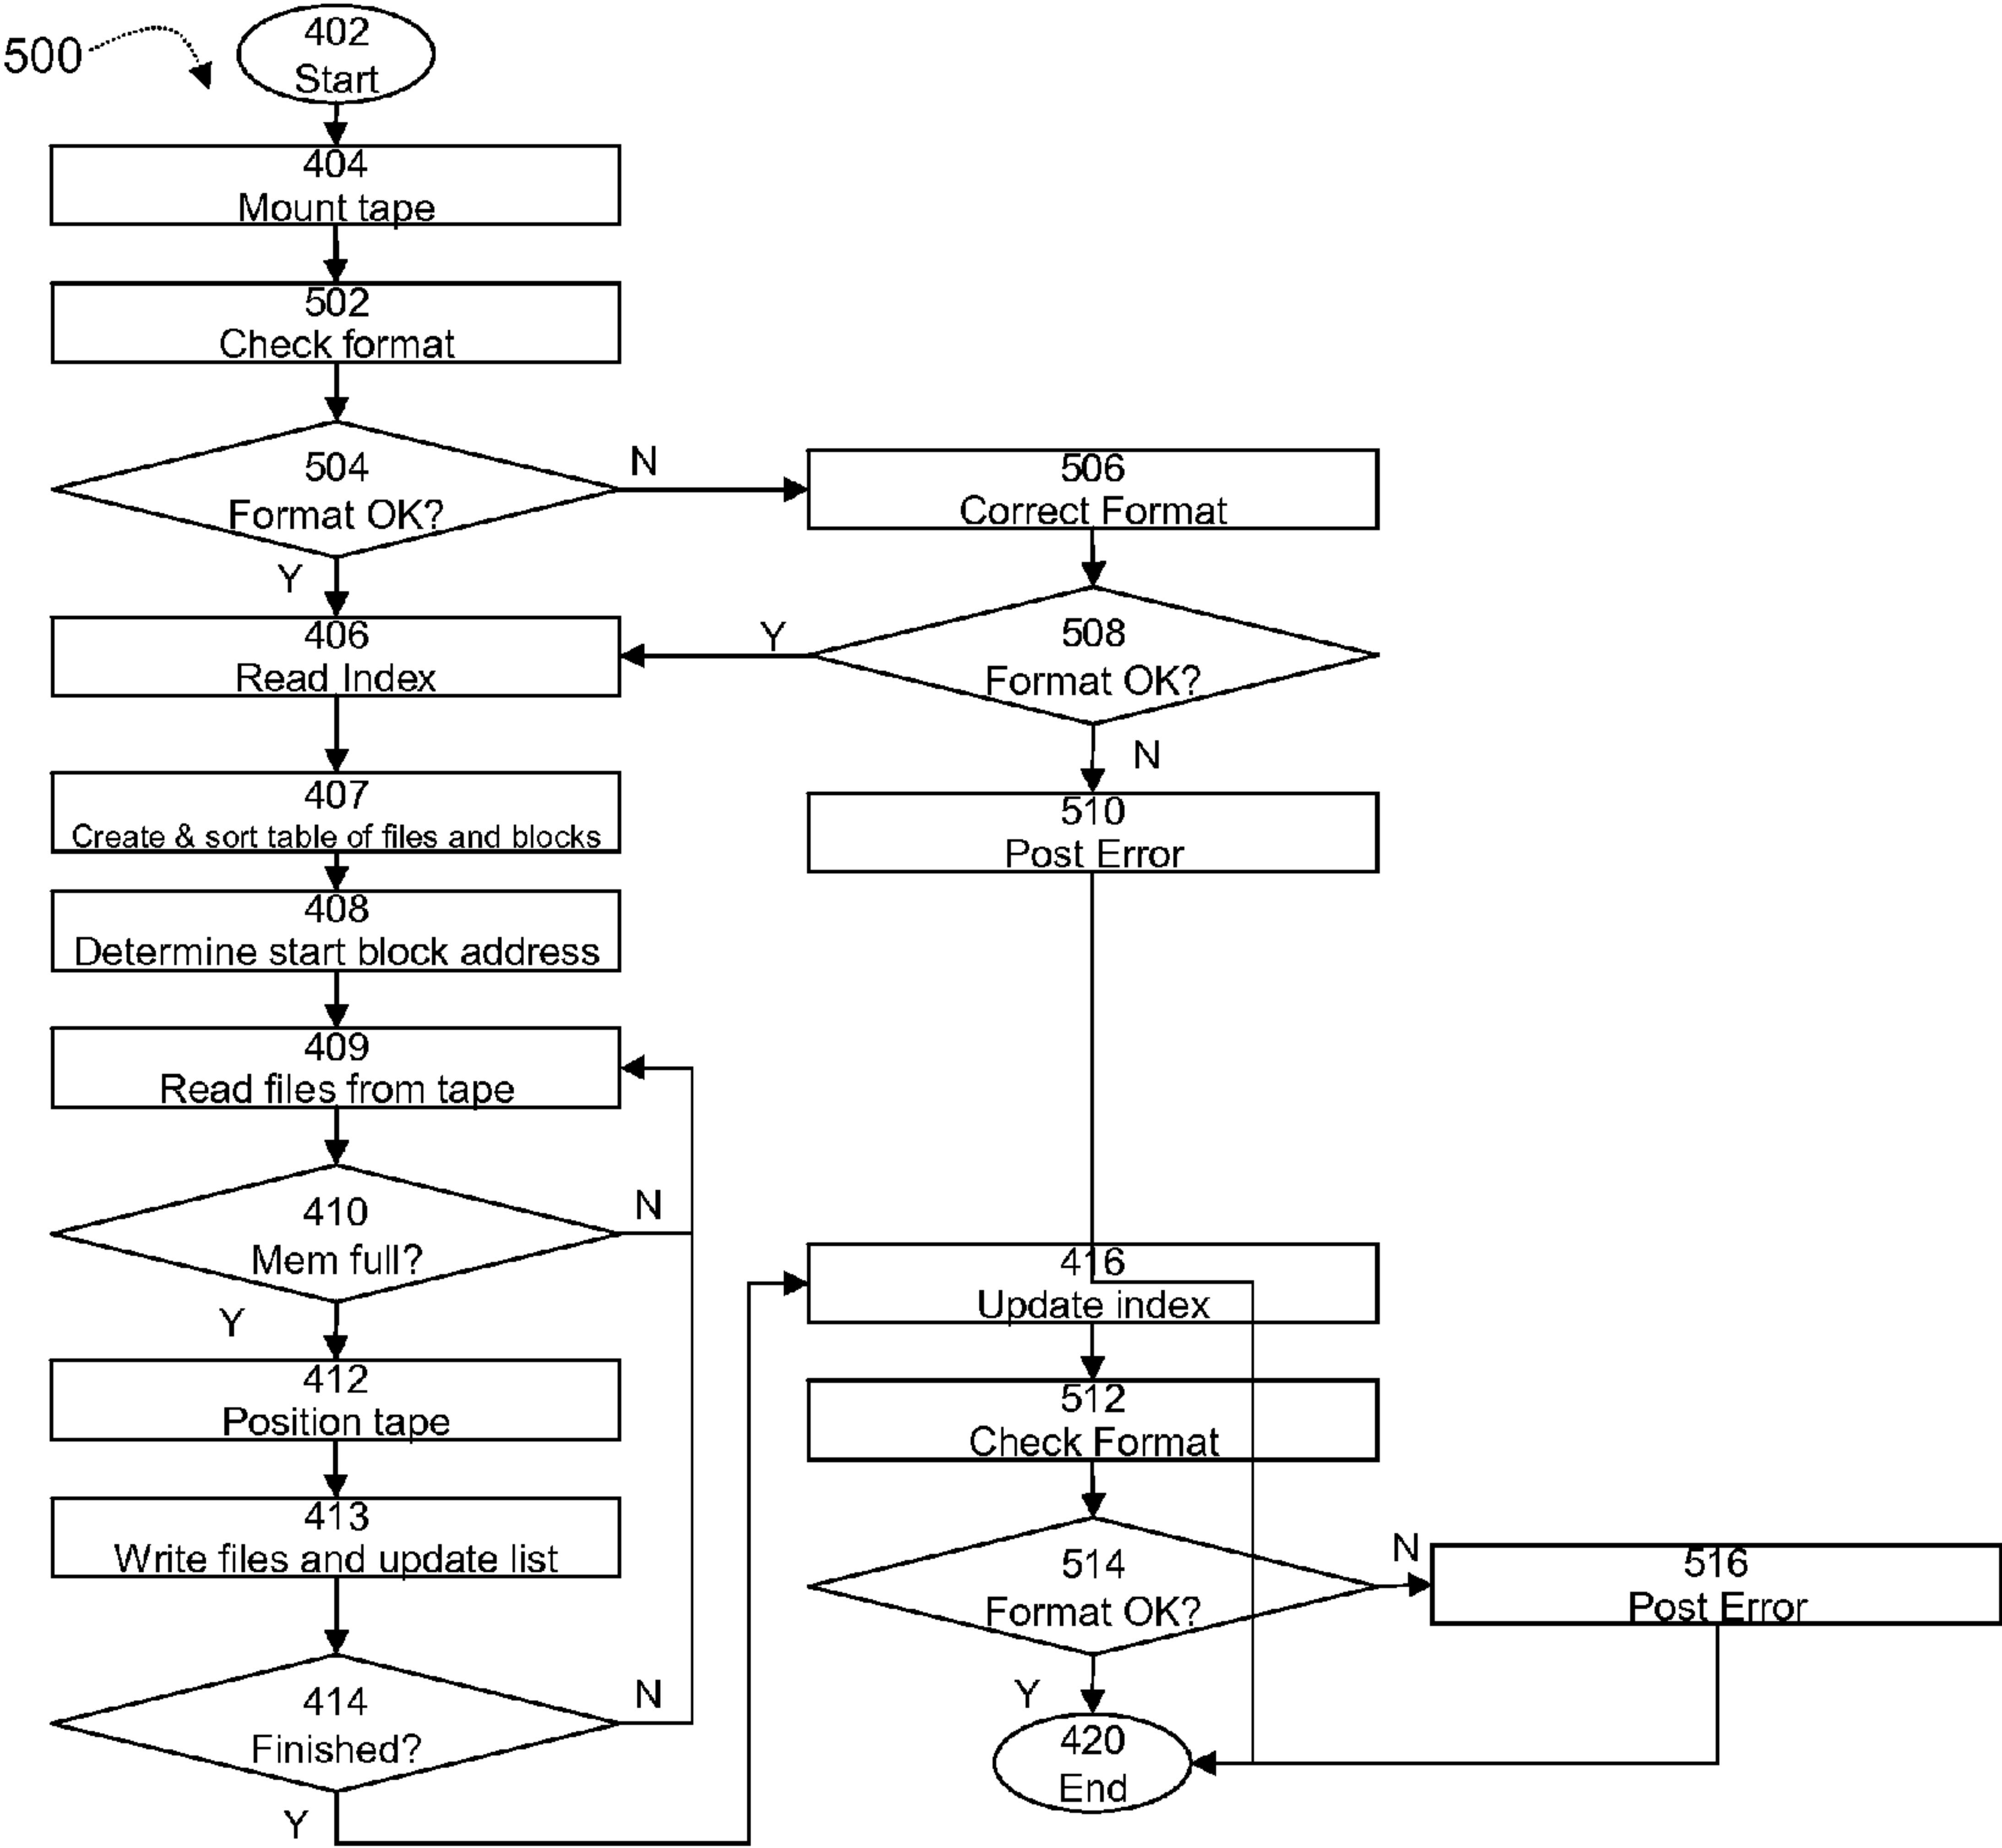 500
402
Start
404
Mount tape
502
Check format
504
Format OK?
N
Y
506
Correct Format
508
Format OK?
Y
N
406
Read Index
510
Post Error
407
Create & sort table of files and blocks
408
Determine start block address
409
Read files from tape
410
Mem full?
N
Y
412
Position tape
413
Write files and update list
414
Finished?
N
Y
416
Update index
512
Check Format
514
Format OK?
N
Y
516
Post Error
420
End